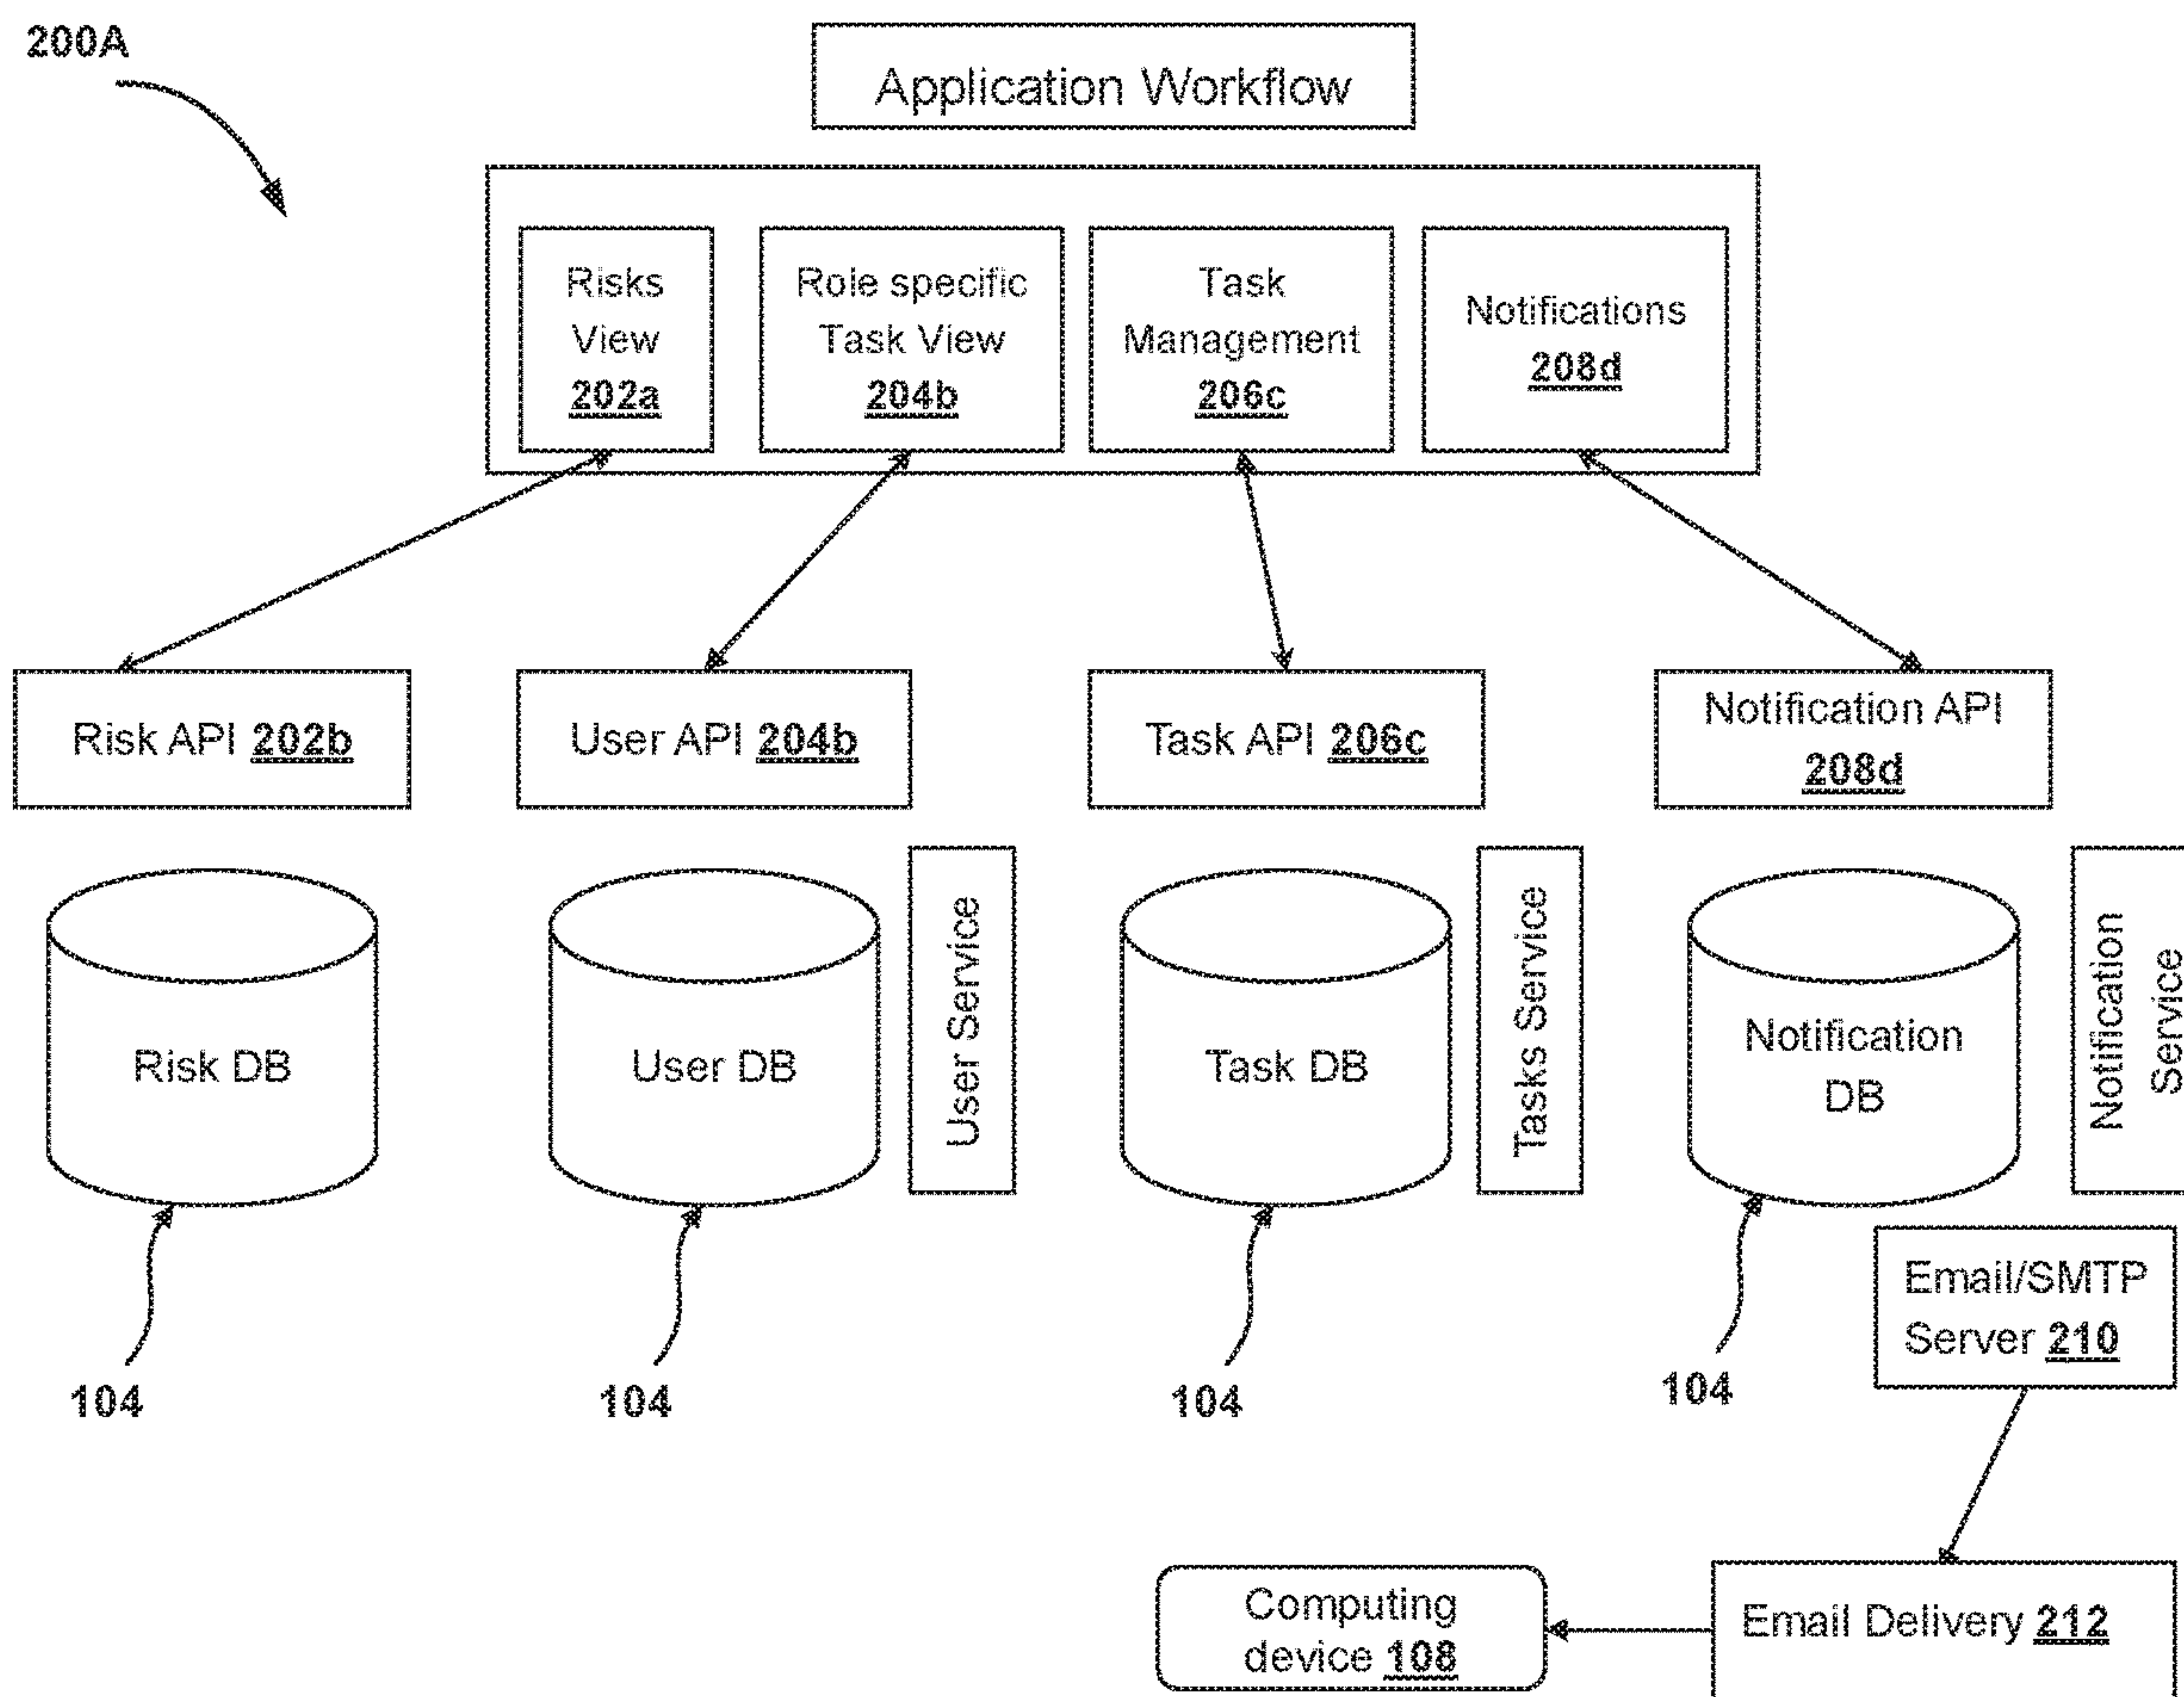 200A
Application Workflow
Risks
View
202a
Role specific
Task View
204b
Task
Management
206c
Notifications
208d
Risk API 202b
User API 204b
Task API 206c
Notification API
208d
Risk DB
User DB
User Service
Task DB
Tasks Service
Notification
DB
Notification
Service
104
104
104
104
Email/SMTP
Server 210
Computing
device 108
Email Delivery 212